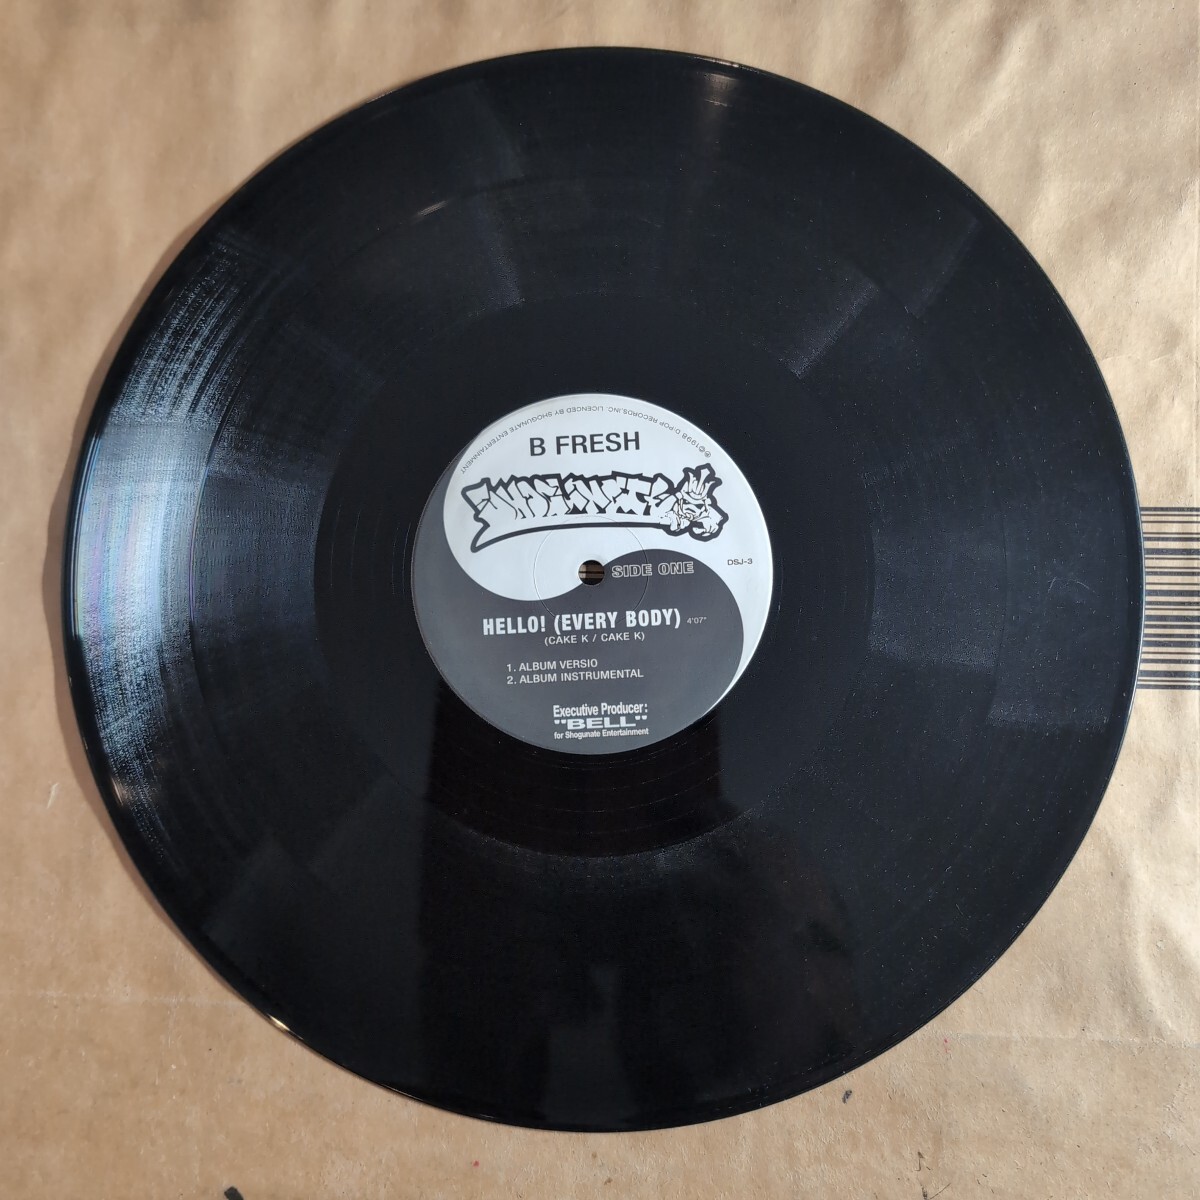 ℗©1998 D-POP RECORDS,INC. LICENCED BY SHOGUNATE ENTERTAINMENT
B FRESH
SHOGUNATE
SIDE ONE
DSJ-3
HELLO! (EVERY BODY) 4'07"
(CAKE K / CAKE K)
1. ALBUM VERSIO
2. ALBUM INSTRUMENTAL
Executive Producer:
"BELL"
for Shogunate Entertainment